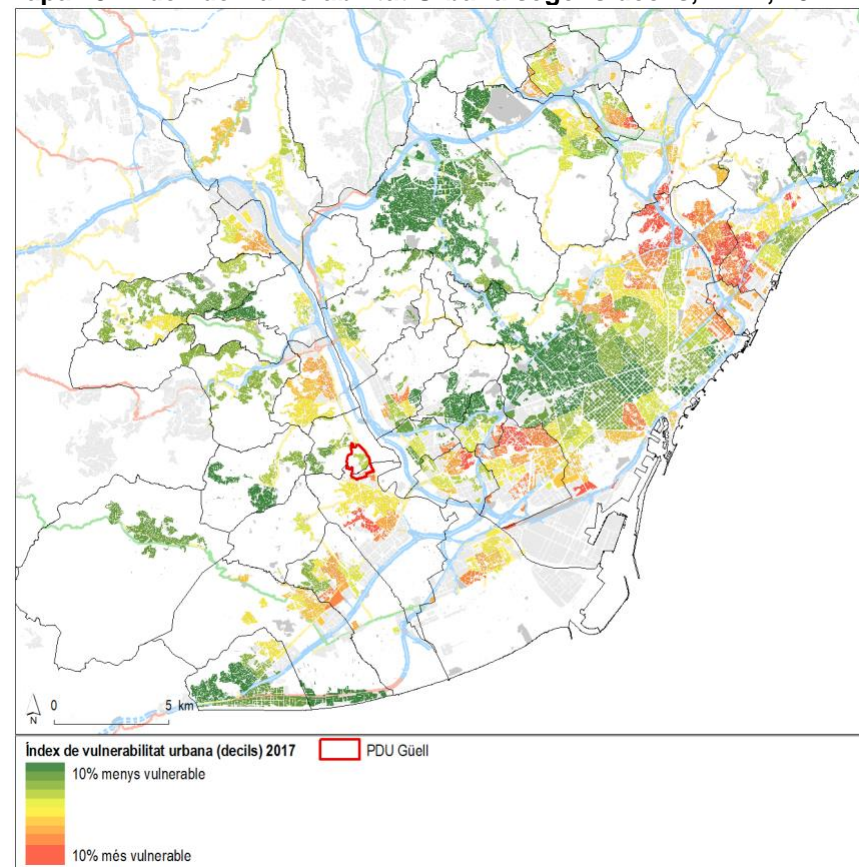 Índex de vulnerabilitat urbana (decils) 2017
PDU Güell
10% menys vulnerable
10% més vulnerable
0 5 km
N